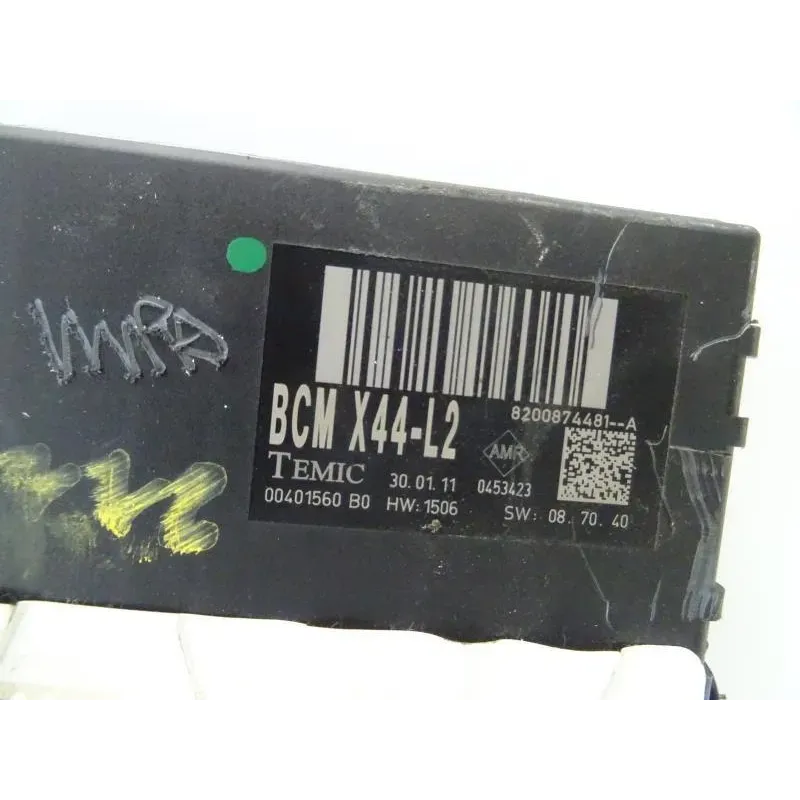 8200874481--A
BCM X44-L2
AMR
TEMIC 30.01.11 0453423
00401560 B0 HW:1506 SW: 08.70.40